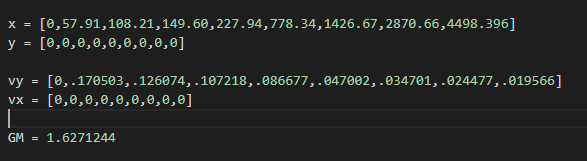 x = [0,57.91,108.21,149.60,227.94,778.34,1426.67,2870.66,4498.396]
y = [0,0,0,0,0,0,0,0,0]
vy = [0,.170503,.126074,.107218,.086677,.047002,.034701,.024477,.019566]
vx = [0,0,0,0,0,0,0,0,0]
GM = 1.6271244